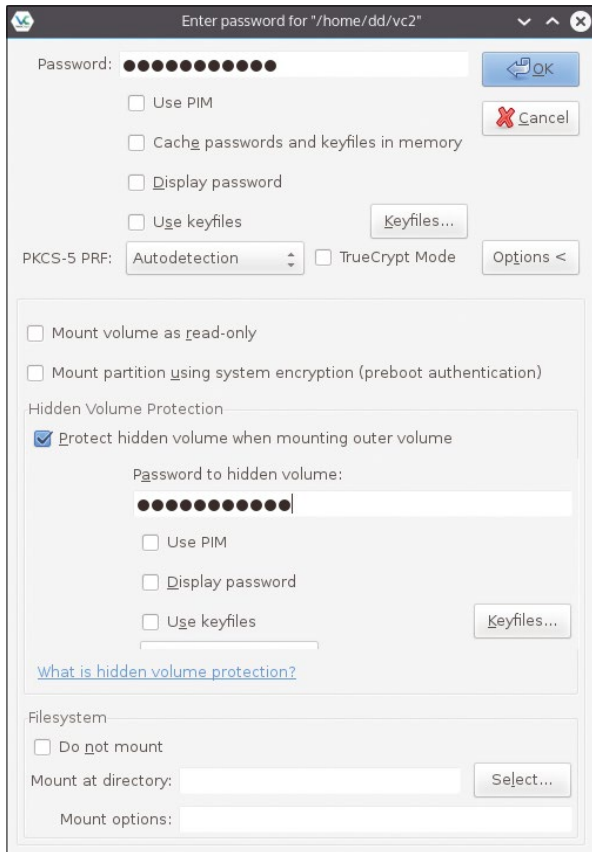 Enter password for "/home/dd/vc2"
Password: ●●●●●●●●●●●
OK
Use PIM
Cancel
Cache passwords and keyfiles in memory
Display password
Use keyfiles
Keyfiles...
PKCS-5 PRF: Autodetection
TrueCrypt Mode
Options <
Mount volume as read-only
Mount partition using system encryption (preboot authentication)
Hidden Volume Protection
Protect hidden volume when mounting outer volume
Password to hidden volume:
●●●●●●●●●●●
Use PIM
Display password
Use keyfiles
Keyfiles...
What is hidden volume protection?
Filesystem
Do not mount
Mount at directory:
Select...
Mount options: